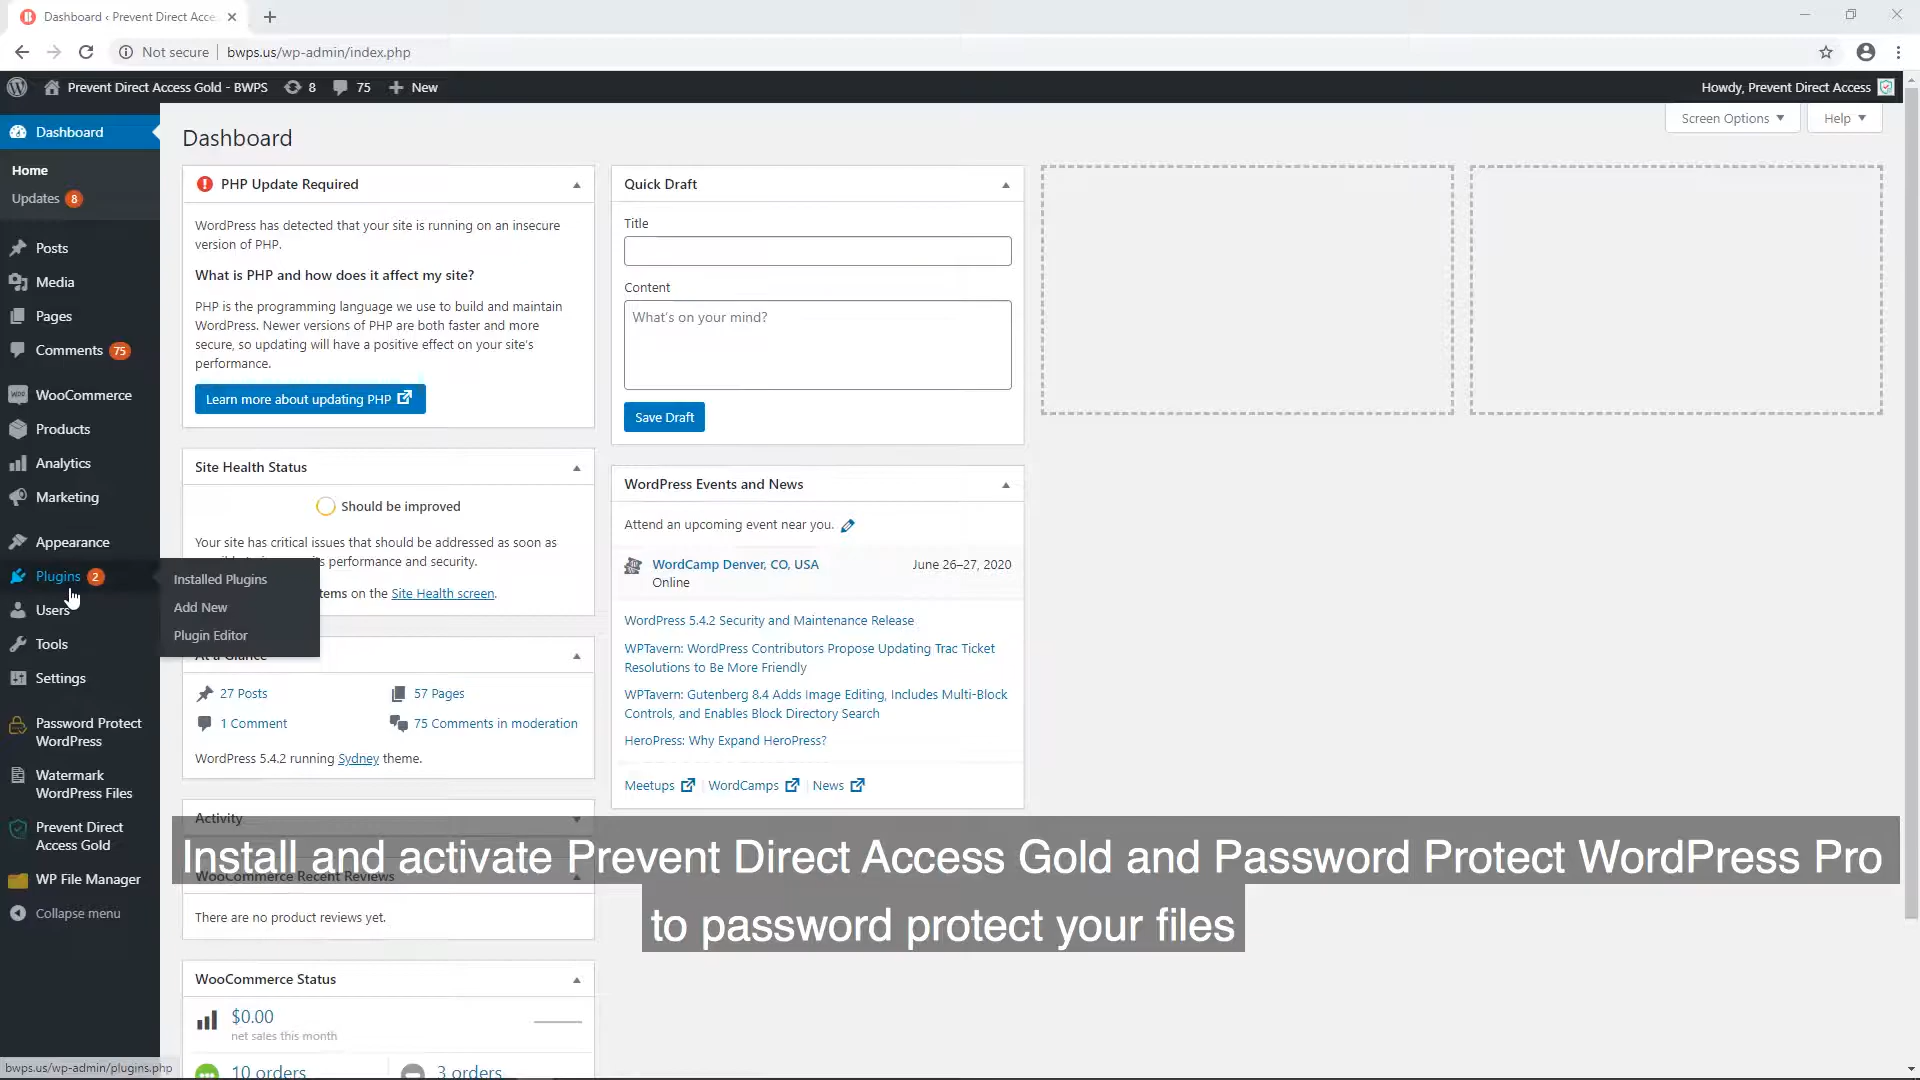 Dashboard ‹ Prevent Direct Acce
Not secure
bwps.us/wp-admin/index.php
Prevent Direct Access Gold - BWPS
8
75
New
Howdy, Prevent Direct Access
Dashboard
Home
Updates 8
Posts
Media
Pages
Comments 75
WooCommerce
Products
Analytics
Marketing
Appearance
Plugins 2
Users
Tools
Settings
Password Protect
WordPress
Watermark
WordPress Files
Prevent Direct
Access Gold
WP File Manager
Collapse menu
Installed Plugins
Add New
Plugin Editor
Dashboard
Screen Options
Help
PHP Update Required
WordPress has detected that your site is running on an insecure
version of PHP.
What is PHP and how does it affect my site?
PHP is the programming language we use to build and maintain
WordPress. Newer versions of PHP are both faster and more
secure, so updating will have a positive effect on your site's
performance.
Learn more about updating PHP
Site Health Status
Should be improved
Your site has critical issues that should be addressed as soon as
performance and security.
on the Site Health screen.
At a Glance
27 Posts
57 Pages
1 Comment
75 Comments in moderation
WordPress 5.4.2 running Sydney theme.
Activity
WooCommerce Recent Reviews
There are no product reviews yet.
WooCommerce Status
$0.00
net sales this month
10 orders
3 orders
Quick Draft
Title
Content
What's on your mind?
Save Draft
WordPress Events and News
Attend an upcoming event near you.
WordCamp Denver, CO, USA
June 26–27, 2020
Online
WordPress 5.4.2 Security and Maintenance Release
WPTavern: WordPress Contributors Propose Updating Trac Ticket
Resolutions to Be More Friendly
WPTavern: Gutenberg 8.4 Adds Image Editing, Includes Multi-Block
Controls, and Enables Block Directory Search
HeroPress: Why Expand HeroPress?
Meetups
WordCamps
News
Install and activate Prevent Direct Access Gold and Password Protect WordPress Pro
to password protect your files
bwps.us/wp-admin/plugins.php